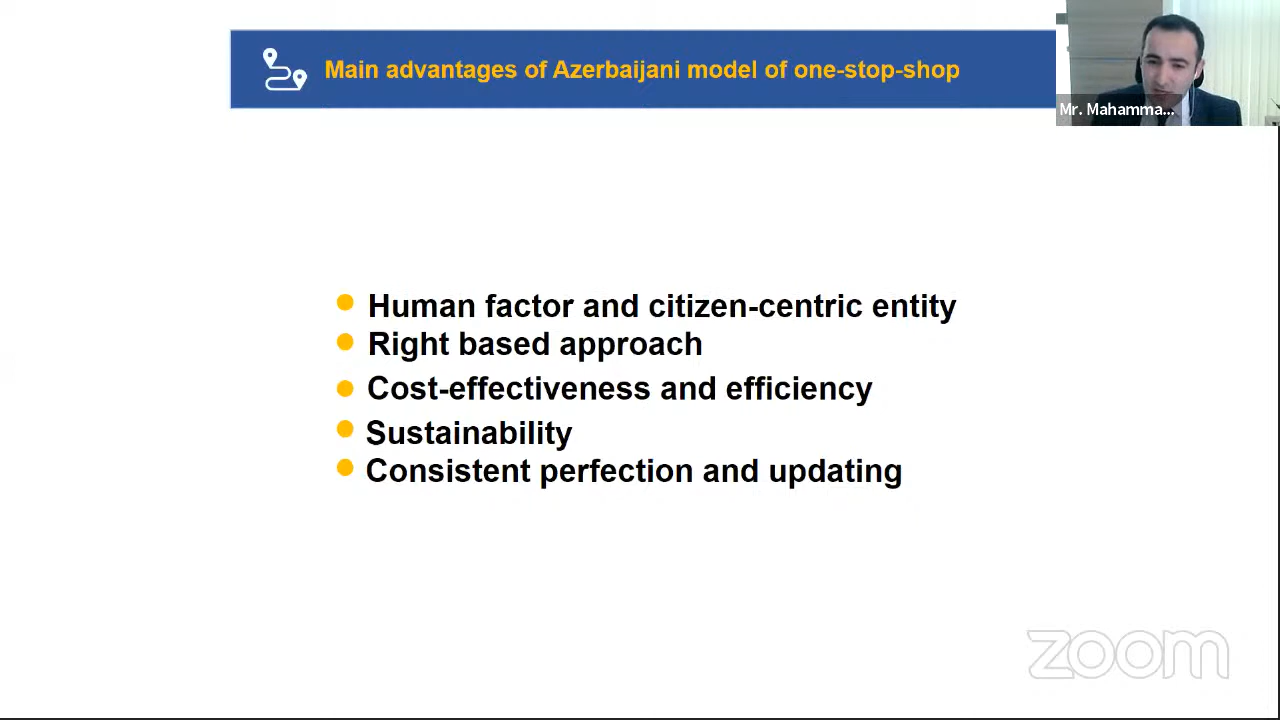 Main advantages of Azerbaijani model of one-stop-shop
Mr. Mahamma...
Human factor and citizen-centric entity
Right based approach
Cost-effectiveness and efficiency
Sustainability
Consistent perfection and updating
zoom